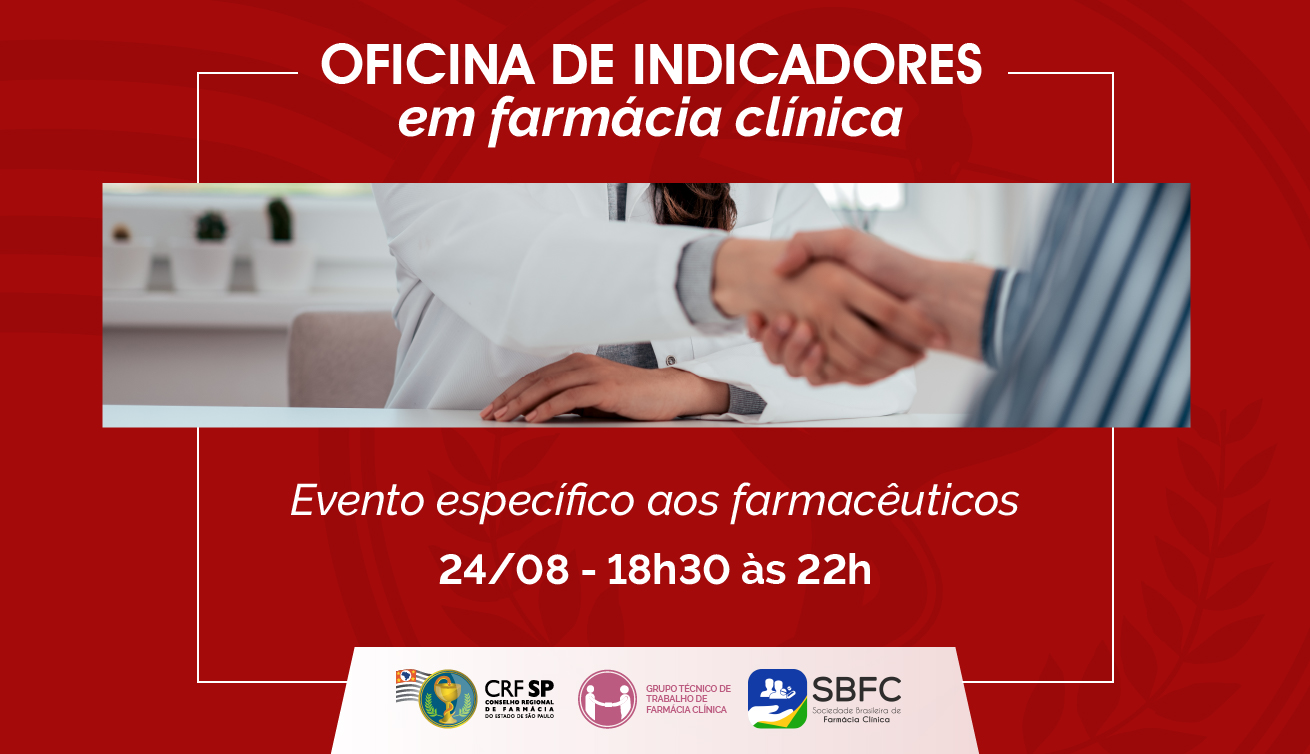 OFICINA DE INDICADORES
em farmácia clínica
Evento específico aos farmacêuticos
24/08 - 18h30 às 22h
CRF SP
CONSELHO REGIONAL
DE FARMÁCIA
DO ESTADO DE SÃO PAULO
GRUPO TÉCNICO DE
TRABALHO DE
FARMÁCIA CLÍNICA
SBFC
Sociedade Brasileira de
Farmácia Clínica